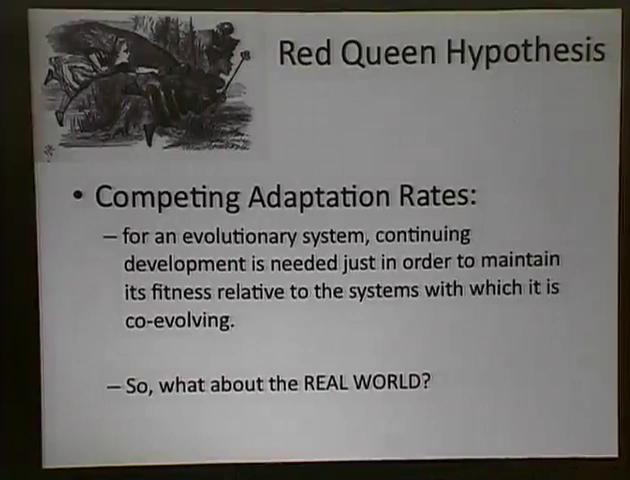 Red Queen Hypothesis
• Competing Adaptation Rates:
– for an evolutionary system, continuing
development is needed just in order to maintain
its fitness relative to the systems with which it is
co-evolving.
– So, what about the REAL WORLD?